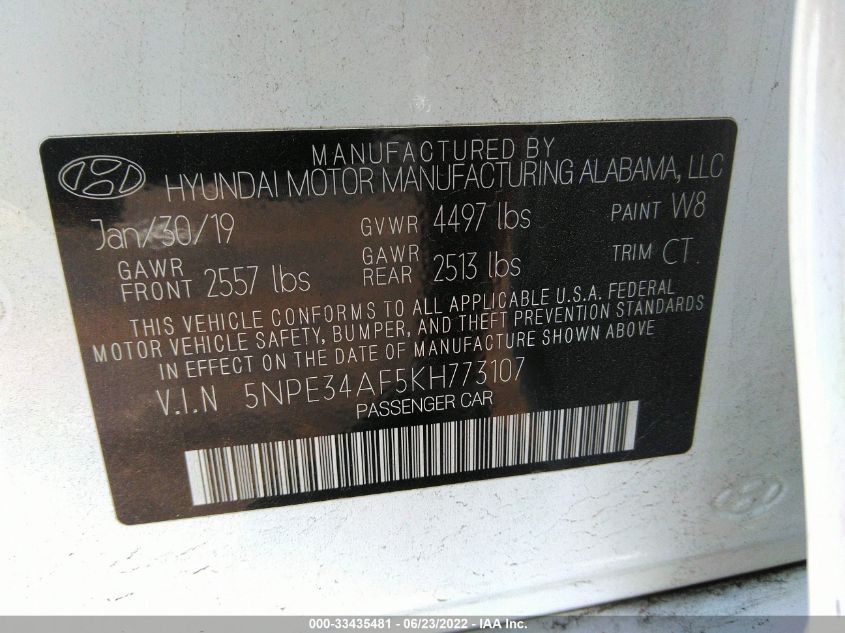 MANUFACTURED BY
HYUNDAI MOTOR MANUFACTURING ALABAMA, LLC
Jan/30/19 GVWR 4497 lbs PAINT W8
GAWR FRONT 2557 lbs GAWR REAR 2513 lbs TRIM CT.
THIS VEHICLE CONFORMS TO ALL APPLICABLE U.S.A. FEDERAL
MOTOR VEHICLE SAFETY, BUMPER, AND THEFT PREVENTION STANDARDS
IN EFFECT ON THE DATE OF MANUFACTURE SHOWN ABOVE
V.I.N 5NPE34AF5KH773107
PASSENGER CAR
000-33435481 - 06/23/2022 - IAA Inc.